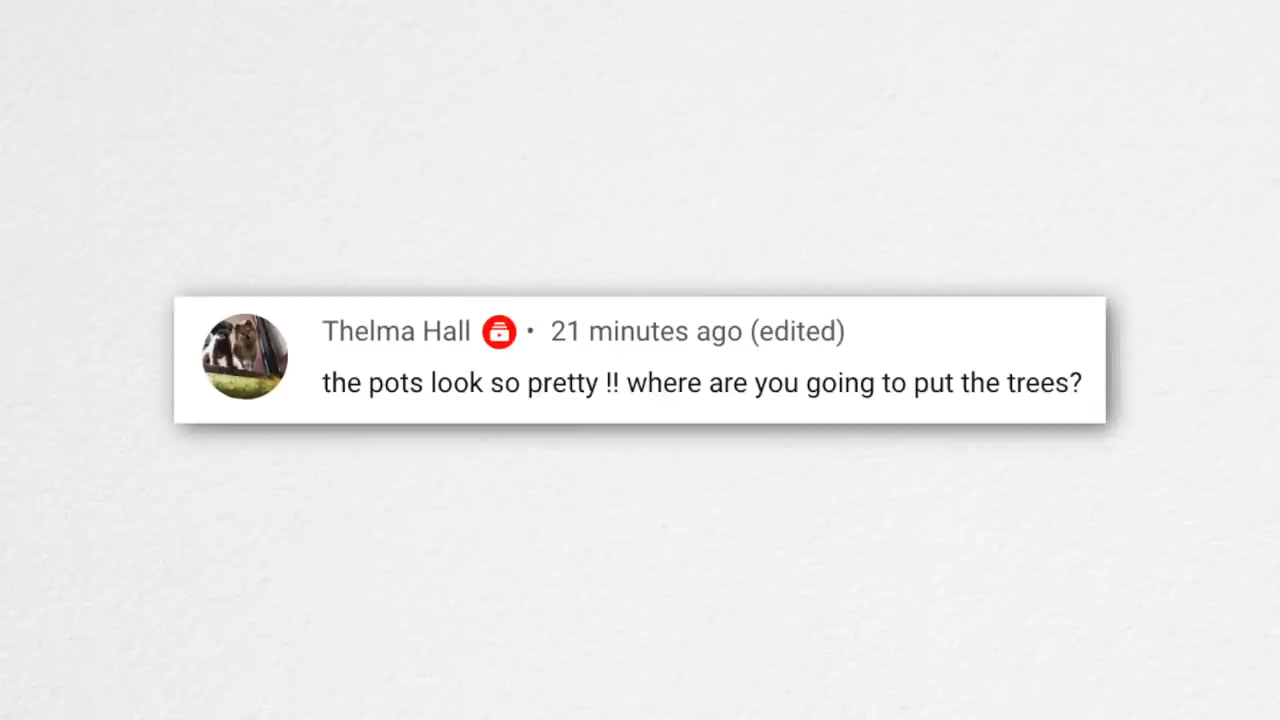 Thelma Hall • 21 minutes ago (edited)
the pots look so pretty !! where are you going to put the trees?